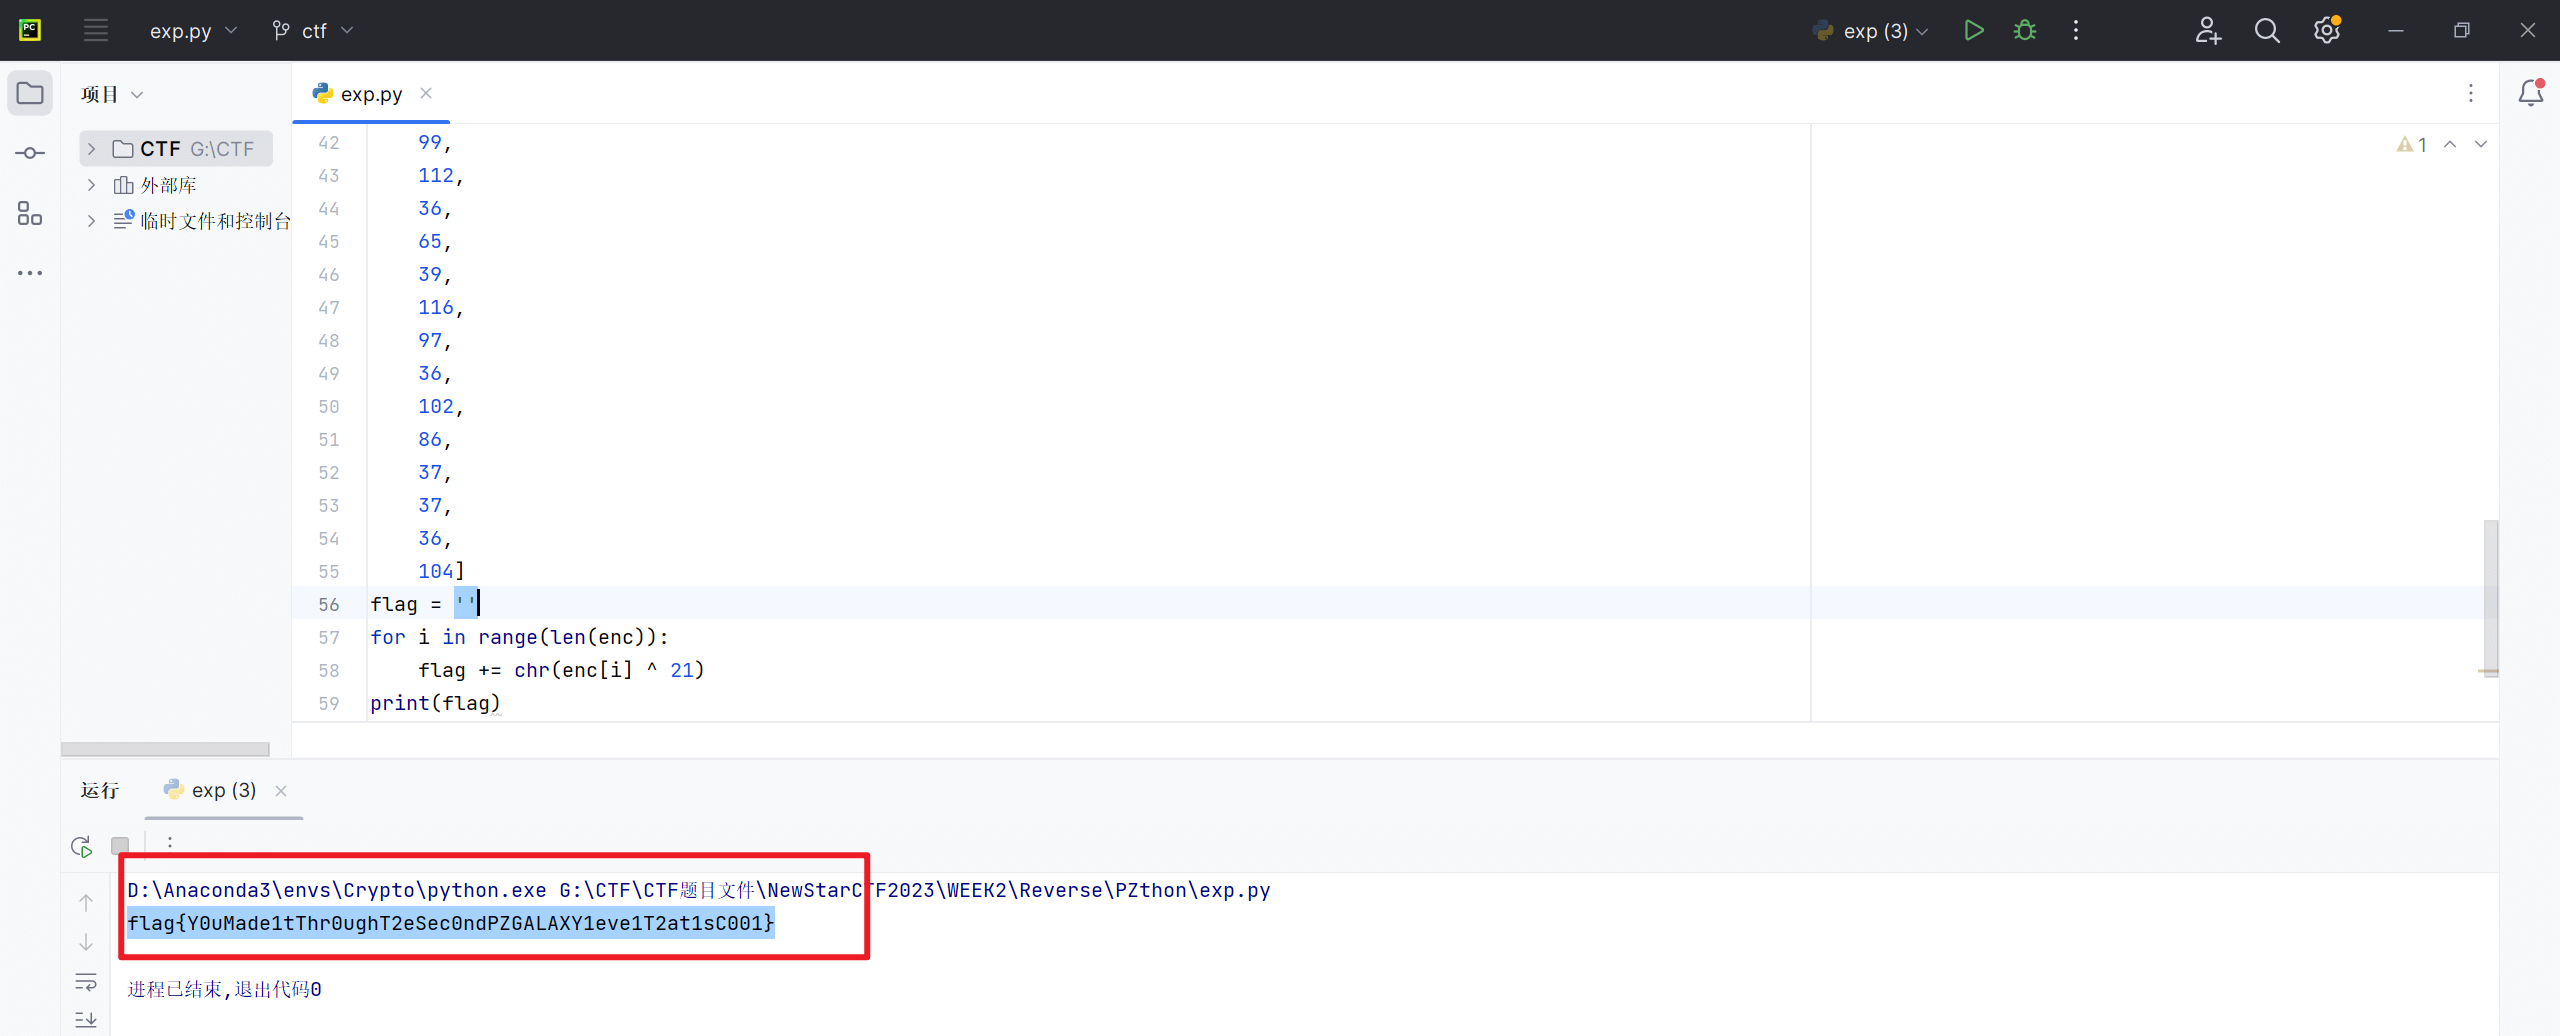 PC
exp.py
ctf
exp (3)
项目
exp.py
CTF G:\CTF
外部库
临时文件和控制台
1
42 99,
43 112,
44 36,
45 65,
46 39,
47 116,
48 97,
49 36,
50 102,
51 86,
52 37,
53 37,
54 36,
55 104]
56 flag = ''
57 for i in range(len(enc)):
58 flag += chr(enc[i] ^ 21)
59 print(flag)
运行 exp (3)
D:\Anaconda3\envs\Crypto\python.exe G:\CTF\CTF题目文件\NewStarCTF2023\WEEK2\Reverse\PZthon\exp.py
flag{Y0uMade1tThr0ughT2eSec0ndPZGALAXY1eve1T2at1sC001}
进程已结束,退出代码0